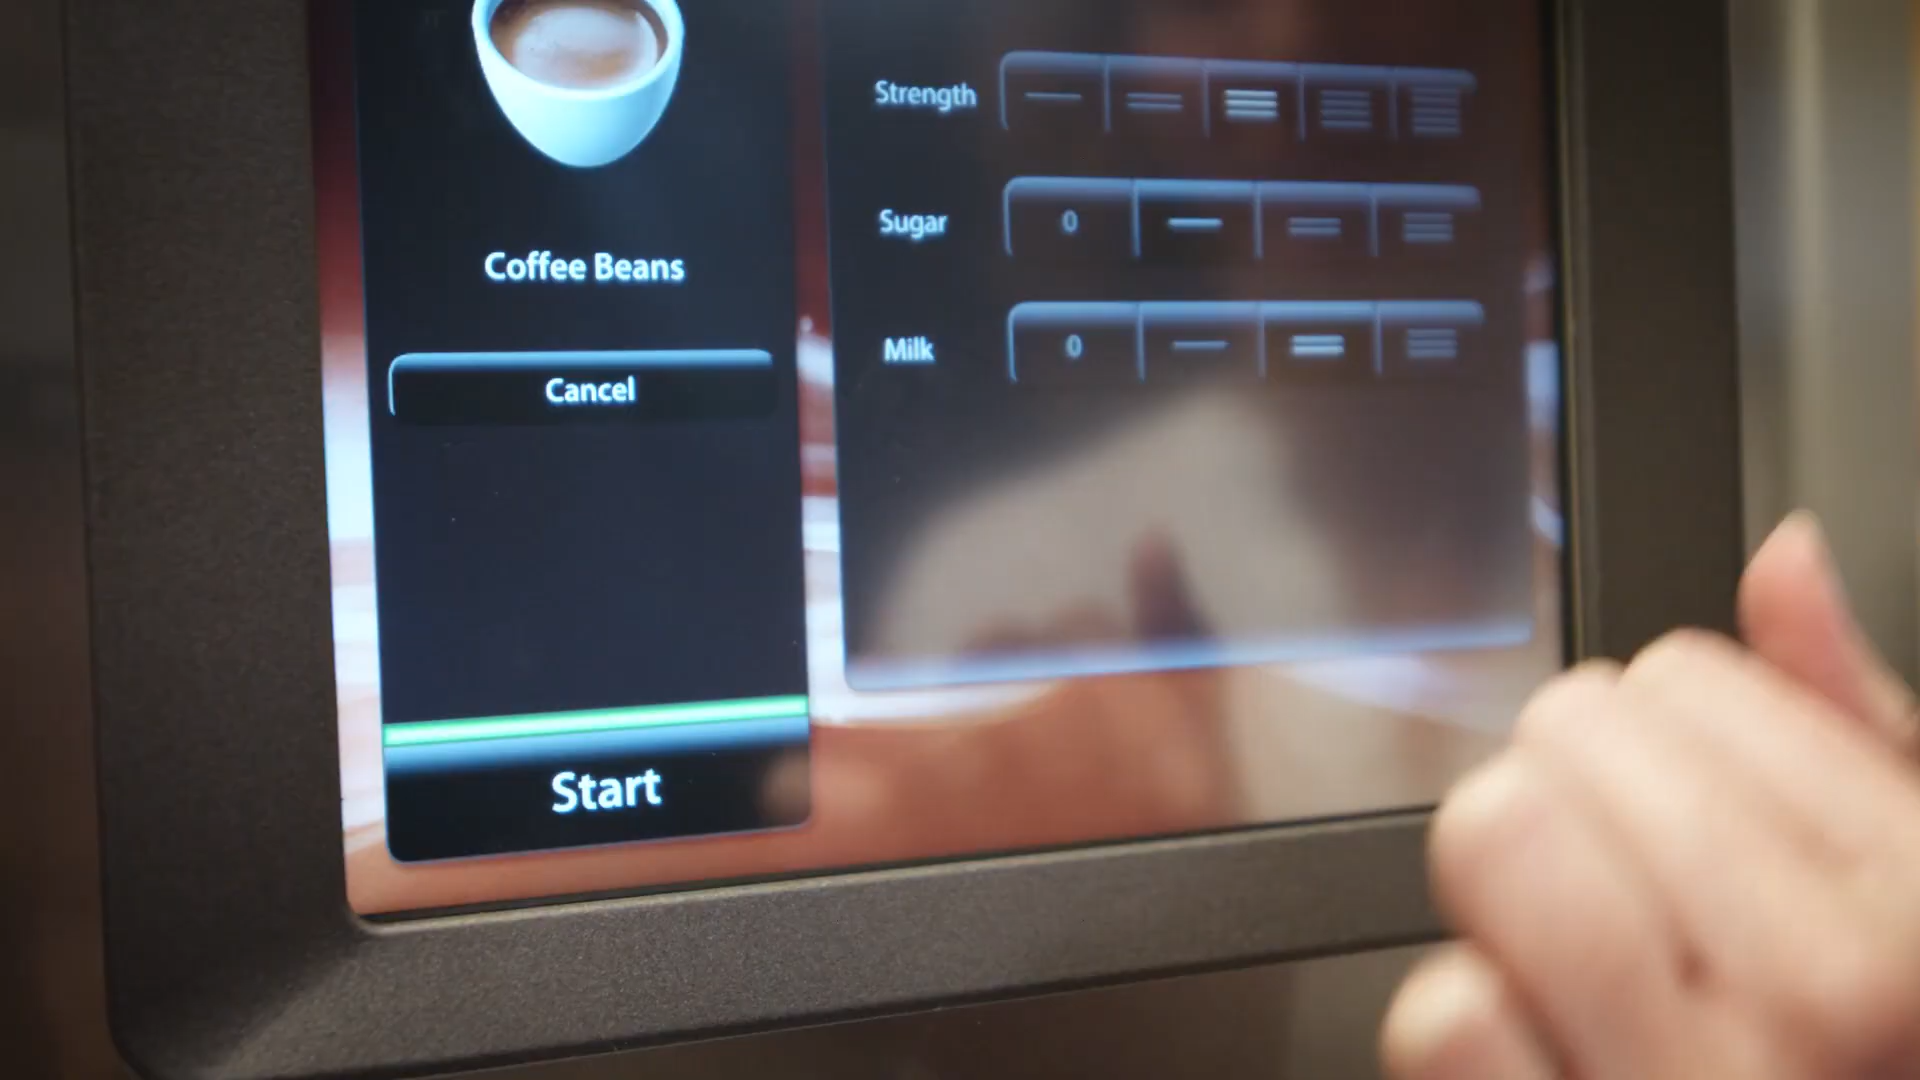 Coffee Beans
Cancel
Start
Strength
Sugar 0
Milk 0